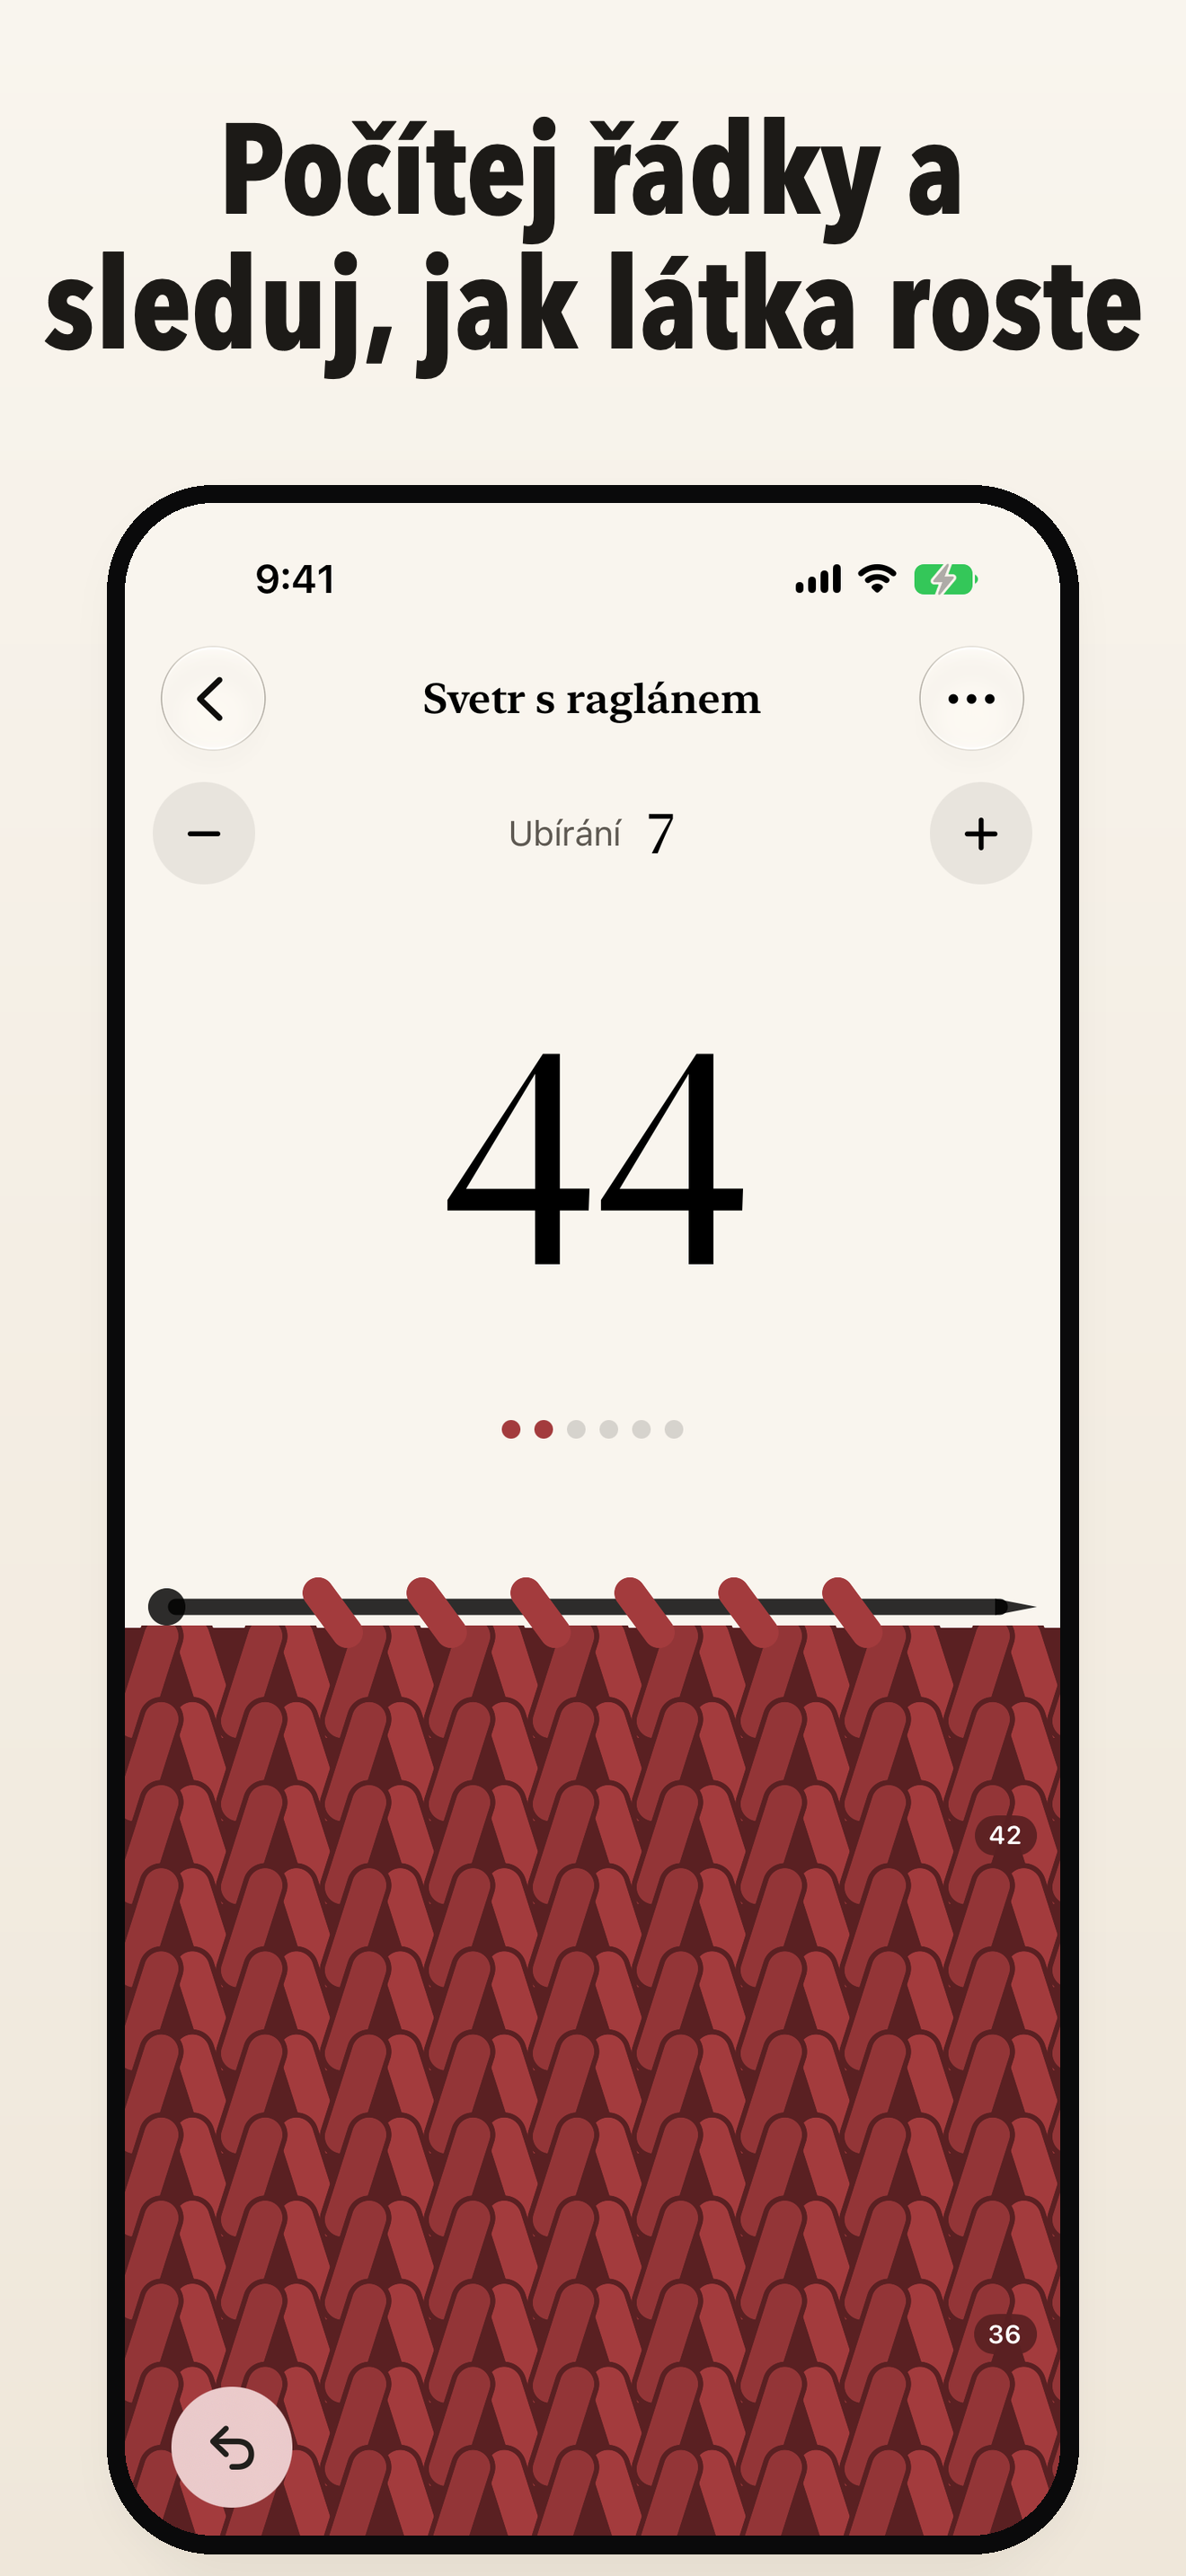 Počítej řádky a
sleduj, jak látka roste
9:41
Svetr s raglánem
Ubírání 7
44
42
36